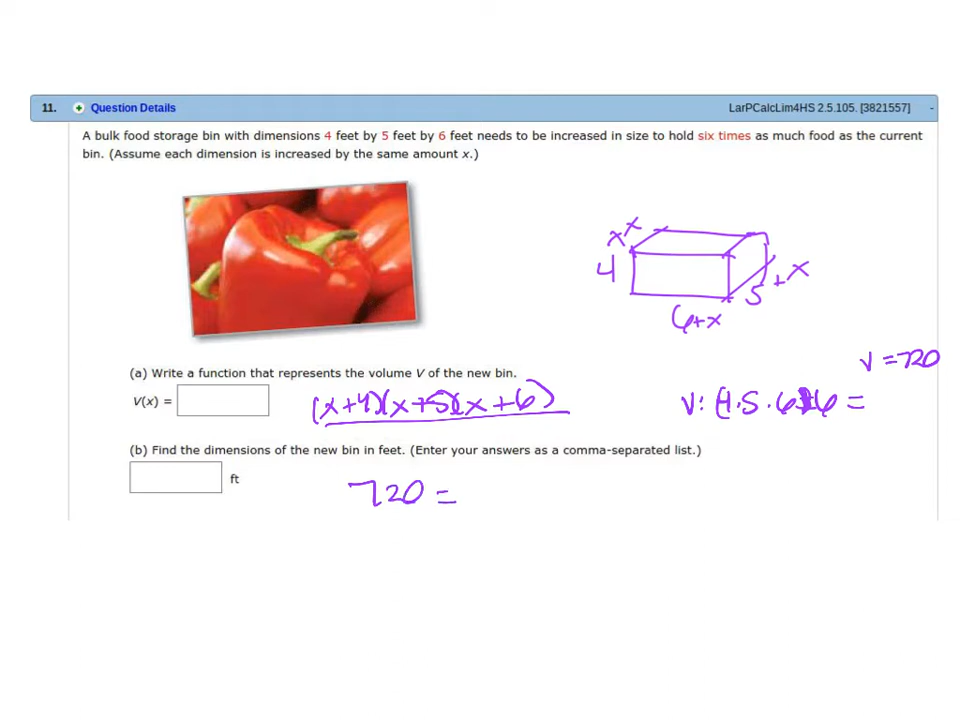 11. Question Details LarPCalcLim4HS 2.5.105. [3821557] -
A bulk food storage bin with dimensions 4 feet by 5 feet by 6 feet needs to be increased in size to hold six times as much food as the current
bin. (Assume each dimension is increased by the same amount x.)
x x
4
5 + x
6+x
v = 720
(a) Write a function that represents the volume V of the new bin.
V(x) =
(x+4)(x+5)(x+6)
v: (4·5·6)6 =
(b) Find the dimensions of the new bin in feet. (Enter your answers as a comma-separated list.)
ft
720 =